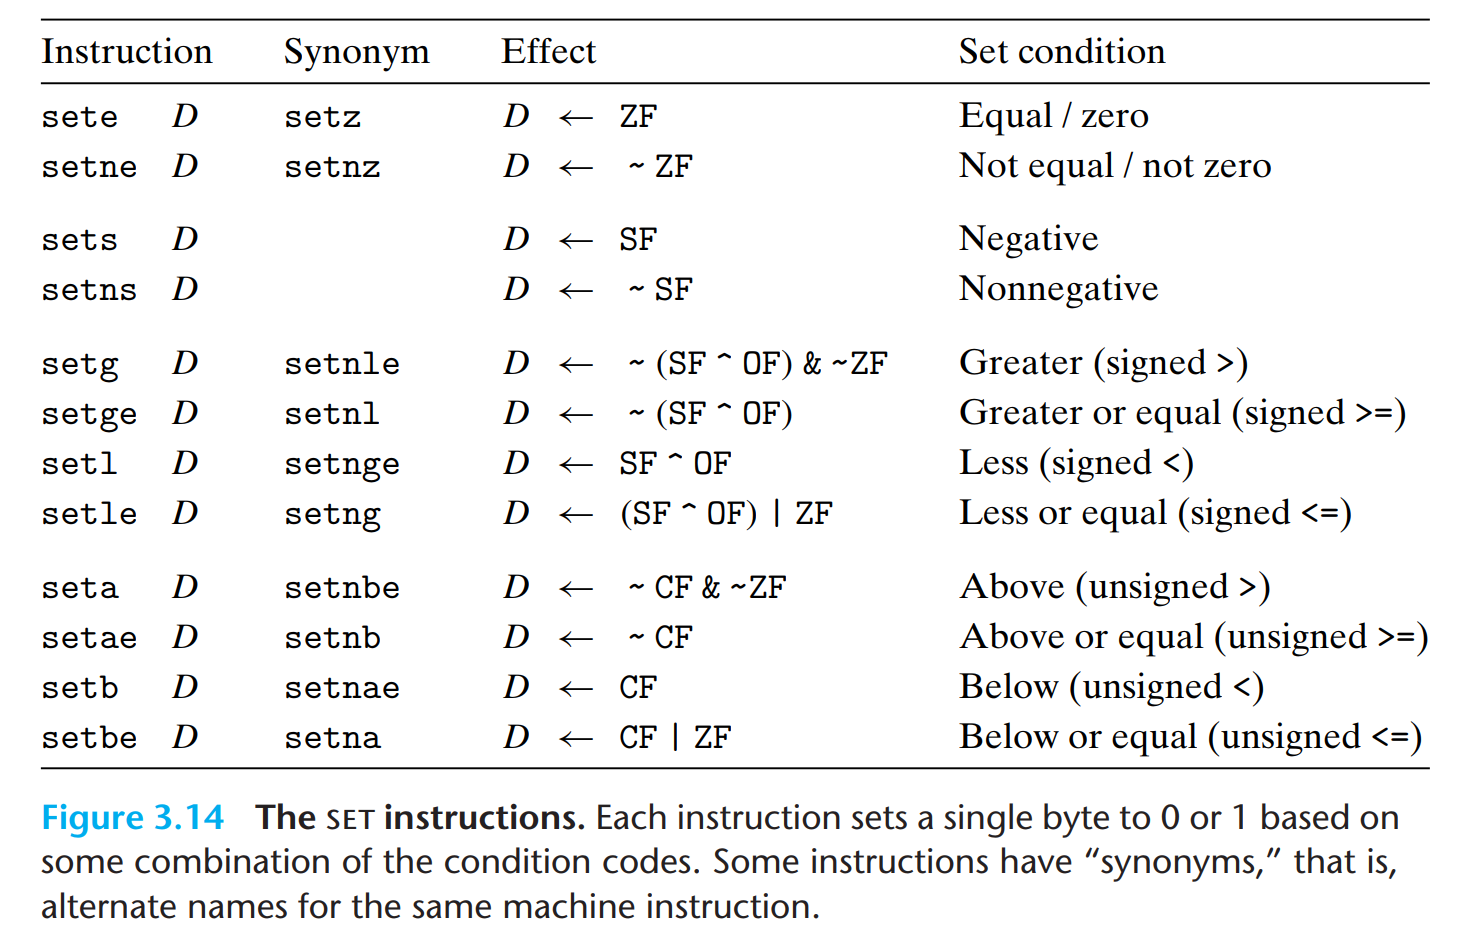 Instruction Synonym Effect Set condition
sete D setz D ← ZF Equal / zero
setne D setnz D ← ~ ZF Not equal / not zero
sets D D ← SF Negative
setns D D ← ~ SF Nonnegative
setg D setnle D ← ~ (SF ^ OF) & ~ZF Greater (signed >)
setge D setnl D ← ~ (SF ^ OF) Greater or equal (signed >=)
setl D setnge D ← SF ^ OF Less (signed <)
setle D setng D ← (SF ^ OF) | ZF Less or equal (signed <=)
seta D setnbe D ← ~ CF & ~ZF Above (unsigned >)
setae D setnb D ← ~ CF Above or equal (unsigned >=)
setb D setnae D ← CF Below (unsigned <)
setbe D setna D ← CF | ZF Below or equal (unsigned <=)
Figure 3.14 The SET instructions. Each instruction sets a single byte to 0 or 1 based on
some combination of the condition codes. Some instructions have “synonyms,” that is,
alternate names for the same machine instruction.